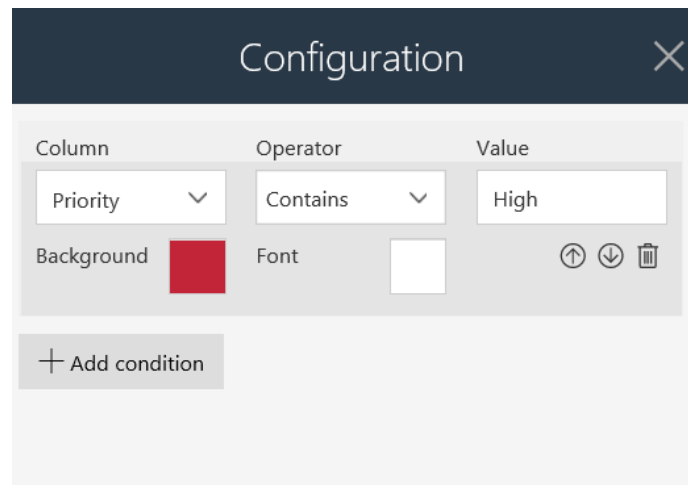 Configuration
Column Operator Value
Priority Contains High
Background Font
Add condition